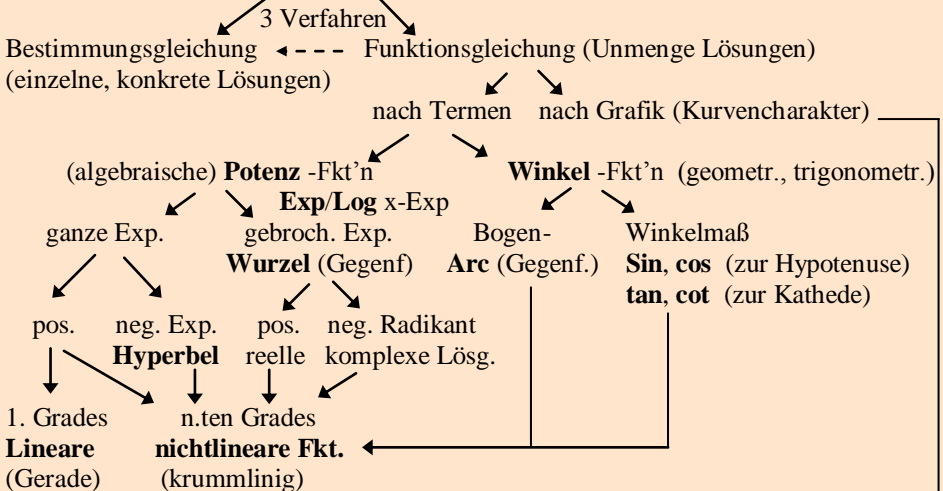 3 Verfahren
Bestimmungsgleichung Funktionsgleichung (Unmenge Lösungen)
(einzelne, konkrete Lösungen)
nach Termen nach Grafik (Kurvencharakter)
(algebraische) Potenz -Fkt'n Winkel -Fkt'n (geometr., trigonometr.)
Exp/Log x-Exp
ganze Exp. gebroch. Exp. Bogen- Winkelmaß
Wurzel (Gegenf) Arc (Gegenf.) Sin, cos (zur Hypotenuse)
tan, cot (zur Kathede)
pos. neg. Exp. pos. neg. Radikant
Hyperbel reelle komplexe Lösg.
1. Grades n.ten Grades
Lineare nichtlineare Fkt.
(Gerade) (krummlinig)